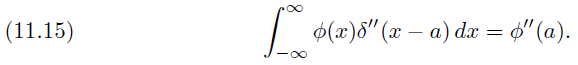 (11.15) ∫_{-∞}^{∞} ϕ(x)δ′′(x − a) dx = ϕ′′(a).